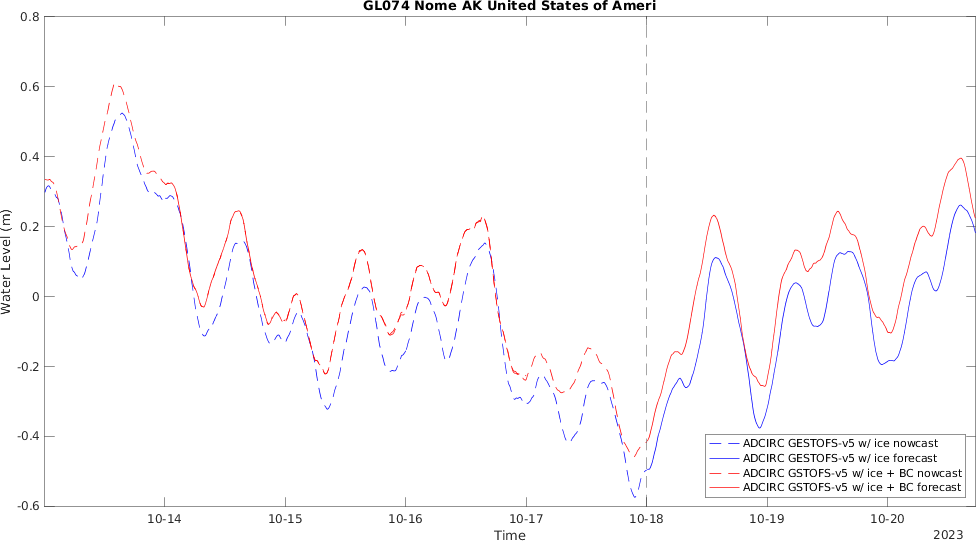 GL074 Nome AK United States of Ameri
0.8
0.6
0.4
0.2
0
-0.2
-0.4
-0.6
Water Level (m)
ADCIRC GESTOFS-v5 w/ ice nowcast
ADCIRC GESTOFS-v5 w/ ice forecast
ADCIRC GSTOFS-v5 w/ ice + BC nowcast
ADCIRC GSTOFS-v5 w/ ice + BC forecast
10-14 10-15 10-16 10-17 10-18 10-19 10-20
Time
2023